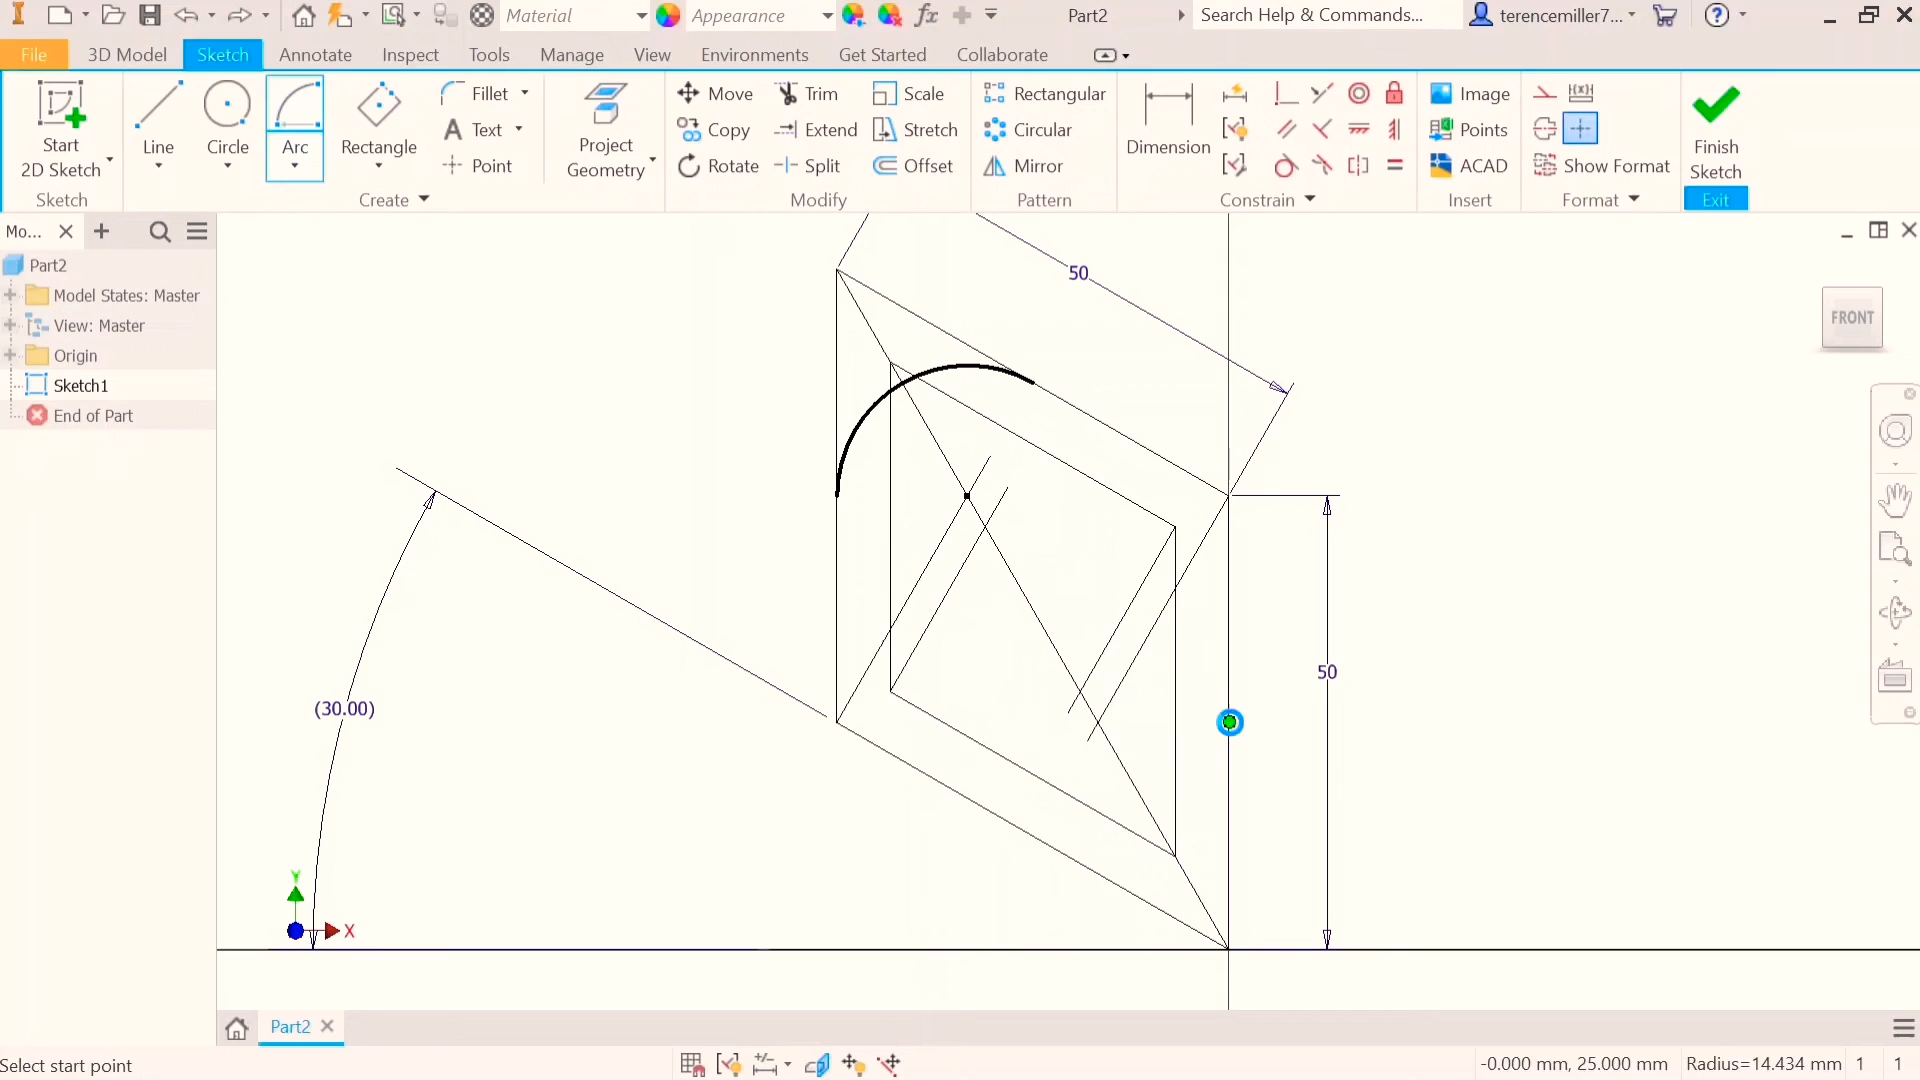 Material
Appearance
Part2
Search Help & Commands...
terencemiller7...
File
3D Model
Sketch
Annotate
Inspect
Tools
Manage
View
Environments
Get Started
Collaborate
Start
2D Sketch
Line
Circle
Arc
Rectangle
Fillet
Text
Point
Project
Geometry
Move
Copy
Rotate
Trim
Extend
Split
Scale
Stretch
Offset
Rectangular
Circular
Mirror
Dimension
Image
Points
ACAD
Show Format
Finish
Sketch
Sketch
Create
Modify
Pattern
Constrain
Insert
Format
Exit
Mo...
Part2
Model States: Master
View: Master
Origin
Sketch1
End of Part
50
FRONT
50
(30.00)
Y
X
Part2
Select start point
-0.000 mm, 25.000 mm
Radius=14.434 mm
1
1